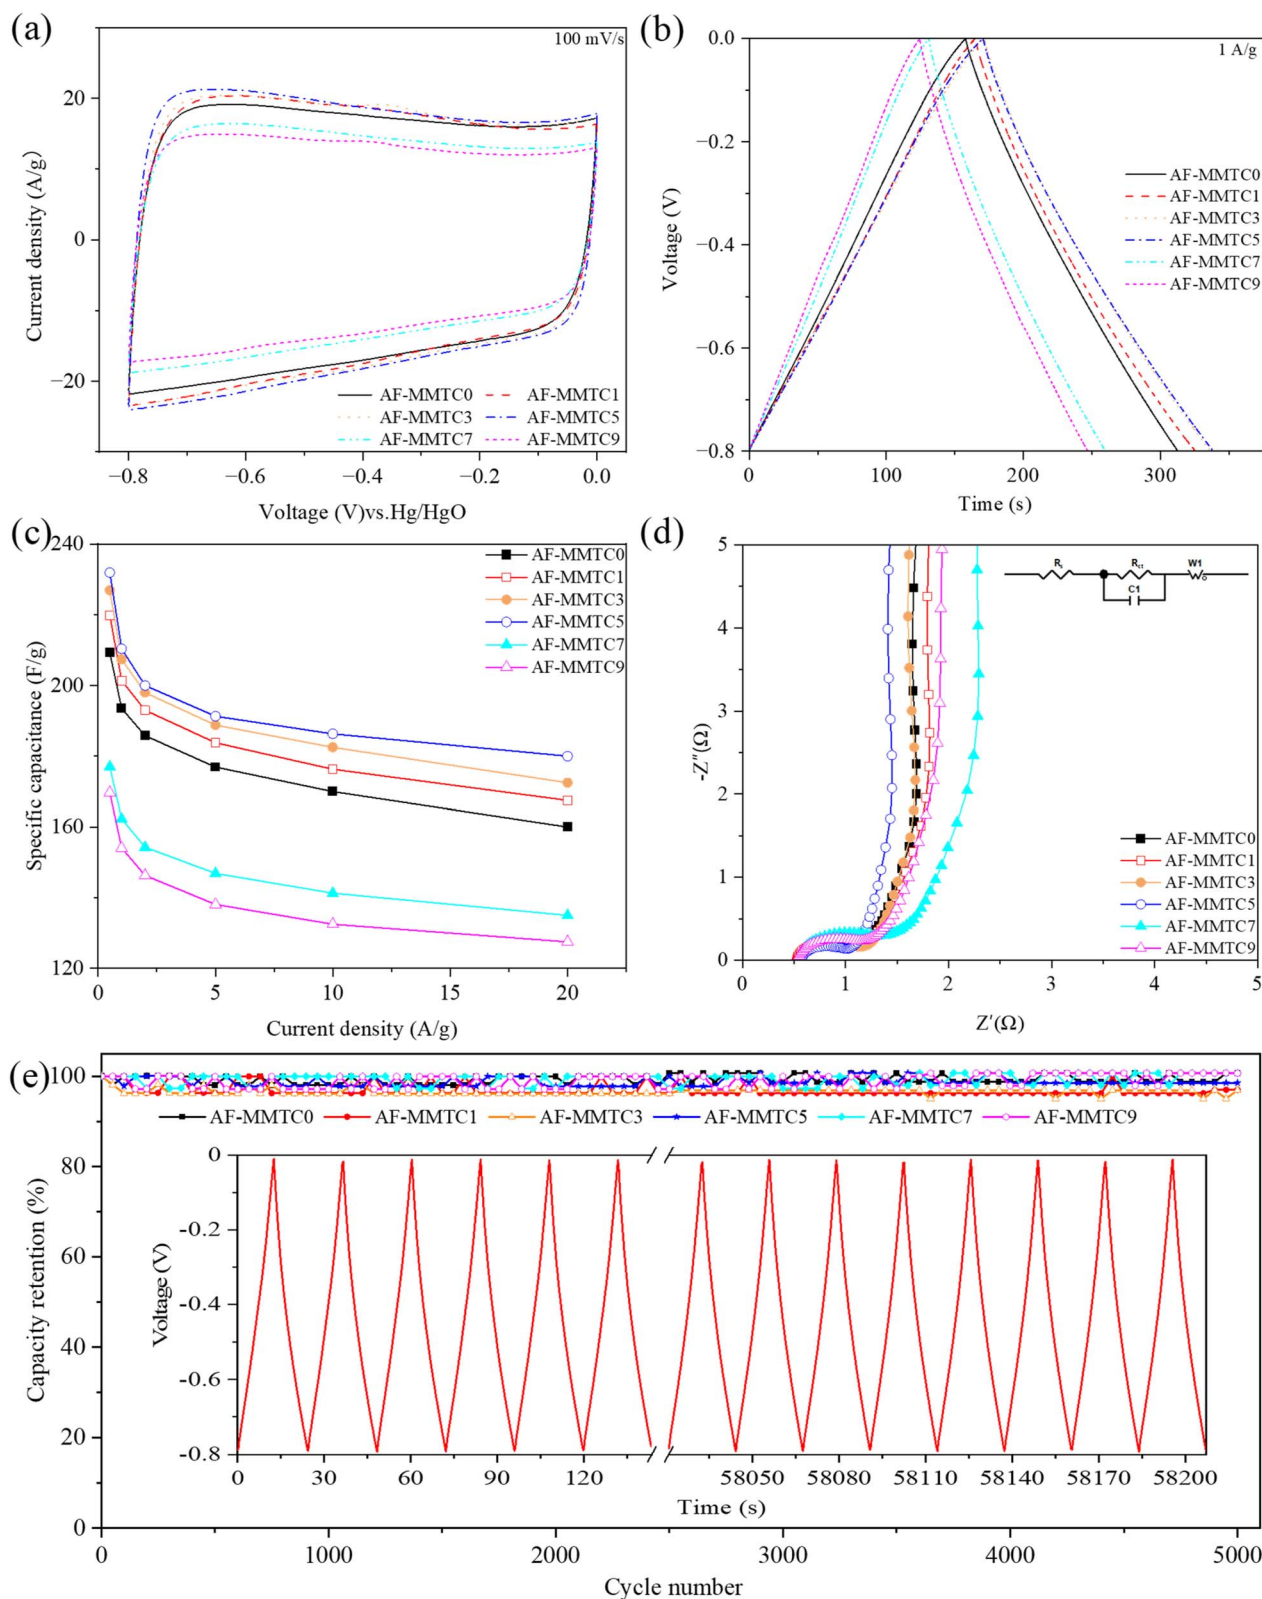 (a)
100 mV/s
20
0
−20
Current density (A/g)
AF-MMTC0 AF-MMTC1
AF-MMTC3 AF-MMTC5
AF-MMTC7 AF-MMTC9
−0.8 −0.6 −0.4 −0.2 0.0
Voltage (V)vs.Hg/HgO
(b)
1 A/g
0.0
−0.2
−0.4
−0.6
−0.8
Voltage (V)
AF-MMTC0
AF-MMTC1
AF-MMTC3
AF-MMTC5
AF-MMTC7
AF-MMTC9
0 100 200 300
Time (s)
(c)
240
200
160
120
Specific capacitance (F/g)
AF-MMTC0
AF-MMTC1
AF-MMTC3
AF-MMTC5
AF-MMTC7
AF-MMTC9
0 5 10 15 20
Current density (A/g)
(d)
5
4
3
2
1
0
-Z″(Ω)
Rs Rct W1
C1
AF-MMTC0
AF-MMTC1
AF-MMTC3
AF-MMTC5
AF-MMTC7
AF-MMTC9
0 1 2 3 4 5
Z′(Ω)
(e)
100
80
60
40
20
0
Capacity retention (%)
AF-MMTC0 AF-MMTC1 AF-MMTC3 AF-MMTC5 AF-MMTC7 AF-MMTC9
0
-0.2
-0.4
-0.6
-0.8
Voltage (V)
0 30 60 90 120 58050 58080 58110 58140 58170 58200
Time (s)
0 1000 2000 3000 4000 5000
Cycle number